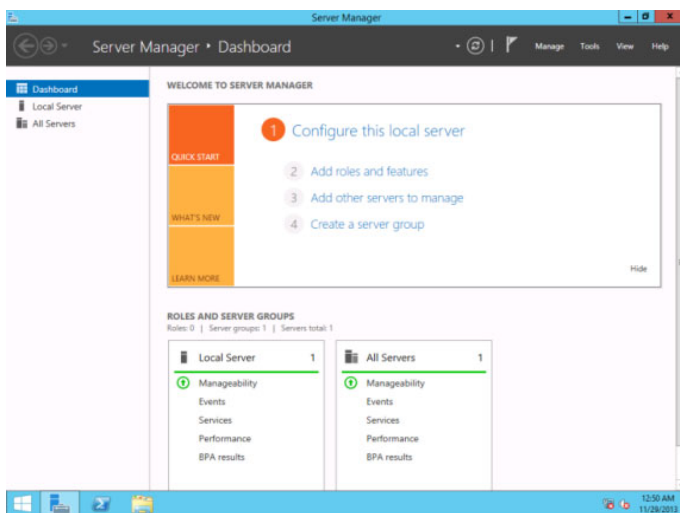 Server Manager
Server Manager • Dashboard
Manage Tools View Help
Dashboard
Local Server
All Servers
WELCOME TO SERVER MANAGER
QUICK START
WHAT'S NEW
LEARN MORE
1 Configure this local server
2 Add roles and features
3 Add other servers to manage
4 Create a server group
Hide
ROLES AND SERVER GROUPS
Roles: 0 | Server groups: 1 | Servers total: 1
Local Server 1
Manageability
Events
Services
Performance
BPA results
All Servers 1
Manageability
Events
Services
Performance
BPA results
12:50 AM
11/29/2013